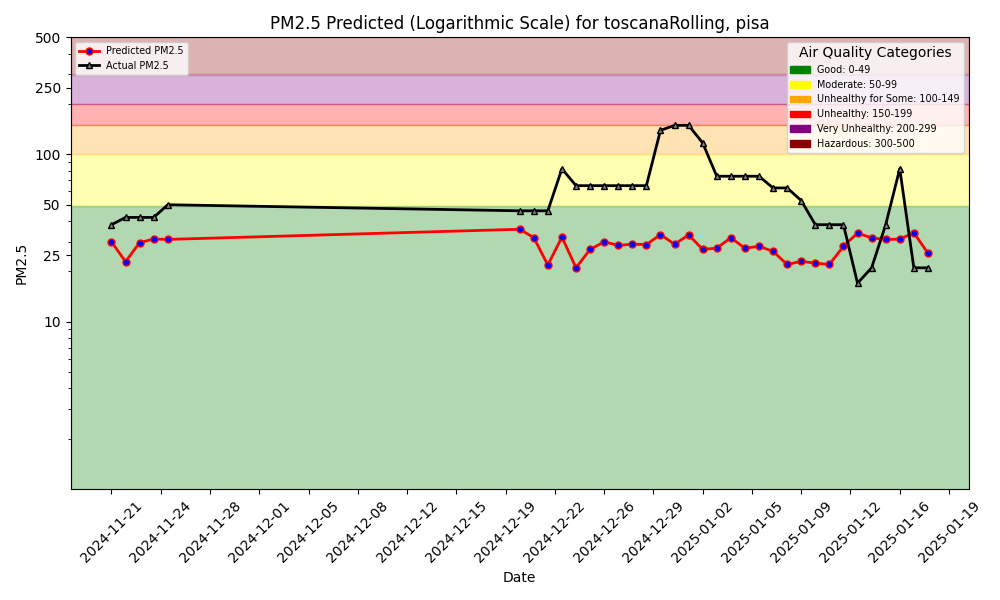 PM2.5 Predicted (Logarithmic Scale) for toscanaRolling, pisa
500
250
100
50
25
10
PM2.5
Predicted PM2.5
Actual PM2.5
Air Quality Categories
Good: 0-49
Moderate: 50-99
Unhealthy for Some: 100-149
Unhealthy: 150-199
Very Unhealthy: 200-299
Hazardous: 300-500
2024-11-21
2024-11-24
2024-11-28
2024-12-01
2024-12-05
2024-12-08
2024-12-12
2024-12-15
2024-12-19
2024-12-22
2024-12-26
2024-12-29
2025-01-02
2025-01-05
2025-01-09
2025-01-12
2025-01-16
2025-01-19
Date